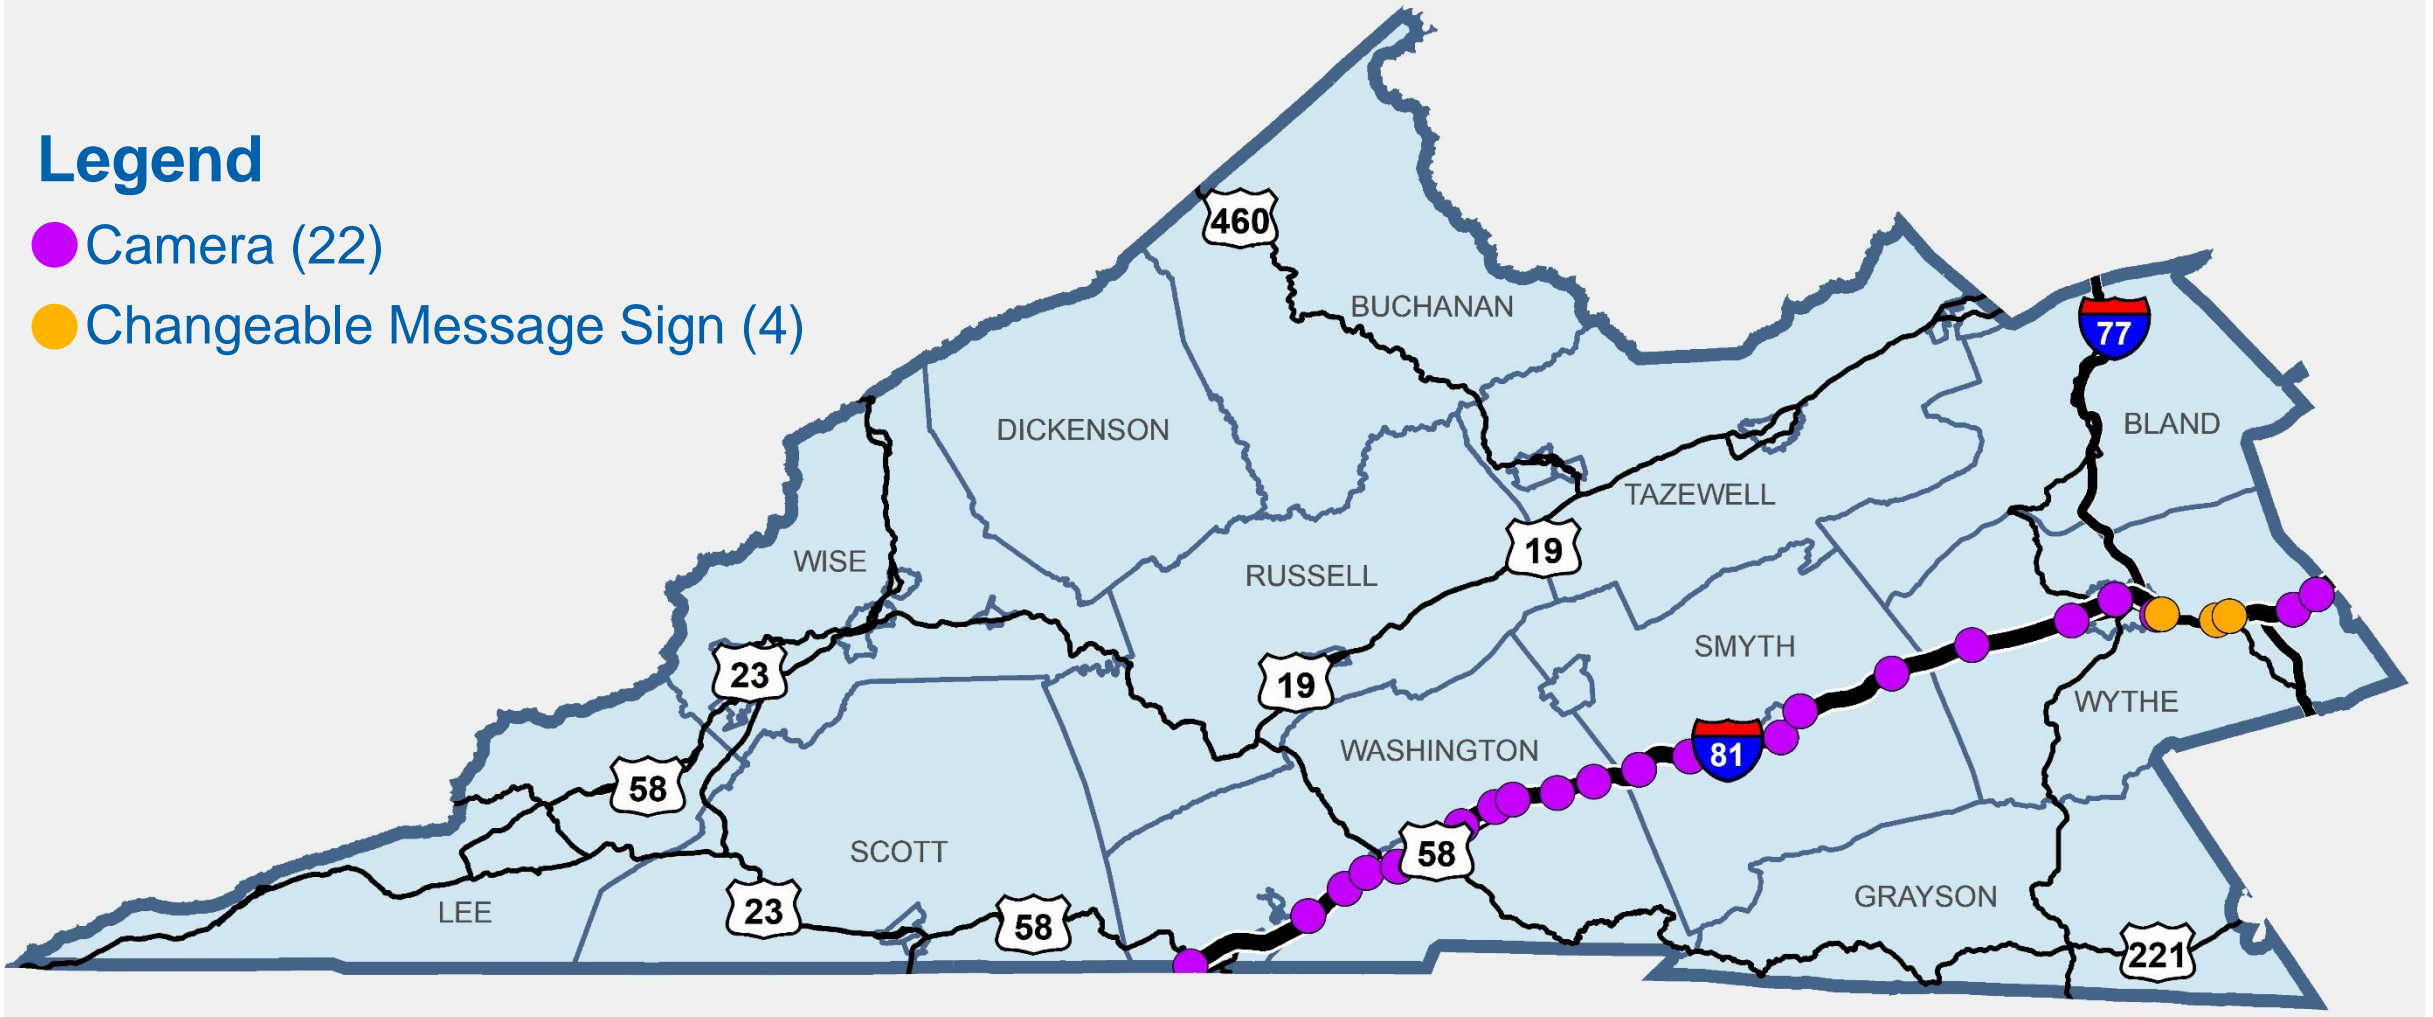 Legend
Camera (22)
Changeable Message Sign (4)
460
BUCHANAN
77
BLAND
DICKENSON
TAZEWELL
19
WISE
RUSSELL
SMYTH
23
19
WYTHE
WASHINGTON
81
58
SCOTT
58
GRAYSON
LEE
23
58
221